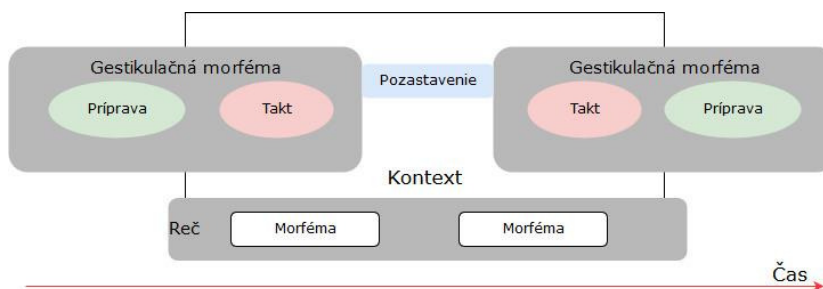 Gestikulačná morféma
Príprava
Takt
Pozastavenie
Gestikulačná morféma
Takt
Príprava
Kontext
Reč
Morféma
Morféma
Čas